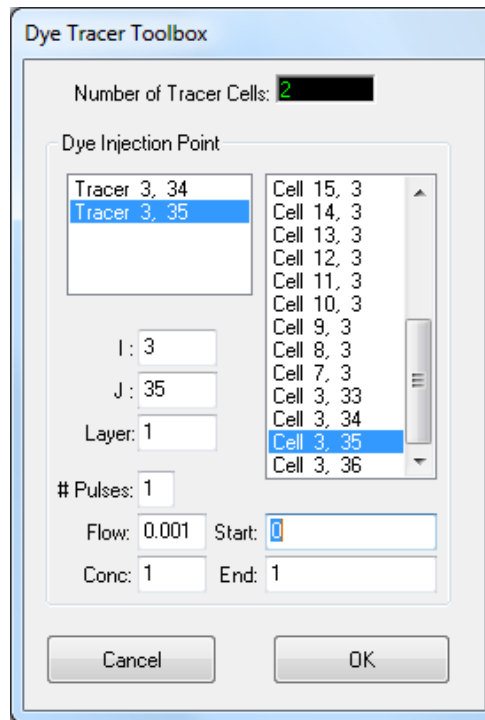 Dye Tracer Toolbox
Number of Tracer Cells: 2
Dye Injection Point
Tracer 3, 34
Tracer 3, 35
Cell 15, 3
Cell 14, 3
Cell 13, 3
Cell 12, 3
Cell 11, 3
Cell 10, 3
Cell 9, 3
Cell 8, 3
Cell 7, 3
Cell 3, 33
Cell 3, 34
Cell 3, 35
Cell 3, 36
I : 3
J : 35
Layer: 1
# Pulses: 1
Flow: 0.001 Start: 0
Conc: 1 End: 1
Cancel OK